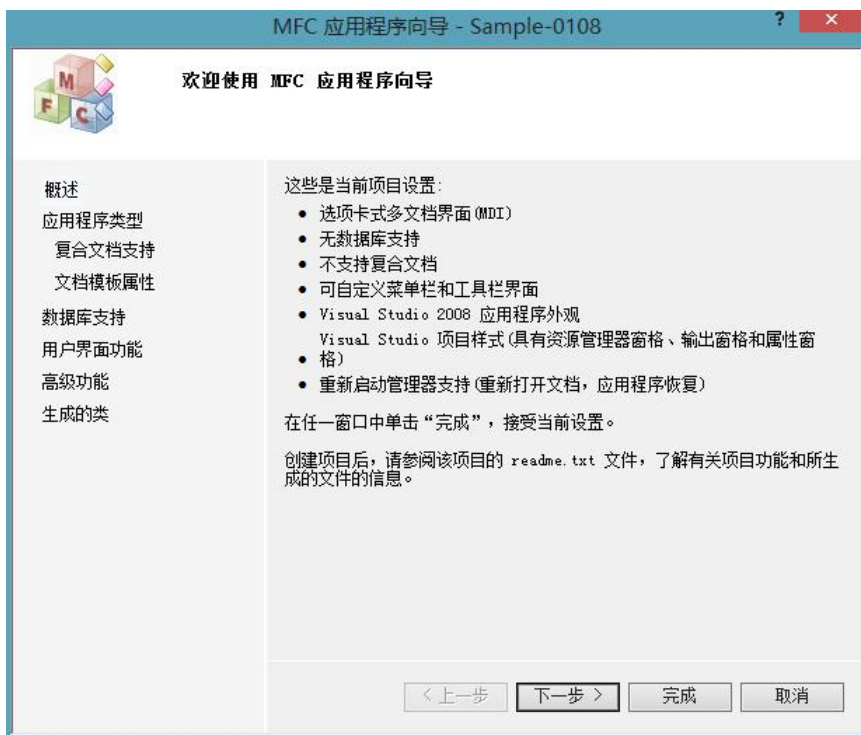 MFC 应用程序向导 - Sample-0108
? ×
M
F C
欢迎使用 MFC 应用程序向导
概述
应用程序类型
复合文档支持
文档模板属性
数据库支持
用户界面功能
高级功能
生成的类
这些是当前项目设置:
• 选项卡式多文档界面(MDI)
• 无数据库支持
• 不支持复合文档
• 可自定义菜单栏和工具栏界面
• Visual Studio 2008 应用程序外观
Visual Studio 项目样式(具有资源管理器窗格、输出窗格和属性窗
• 格)
• 重新启动管理器支持(重新打开文档，应用程序恢复)
在任一窗口中单击“完成”，接受当前设置。
创建项目后，请参阅该项目的 readme.txt 文件，了解有关项目功能和所生
成的文件的信息。
< 上一步 下一步 > 完成 取消